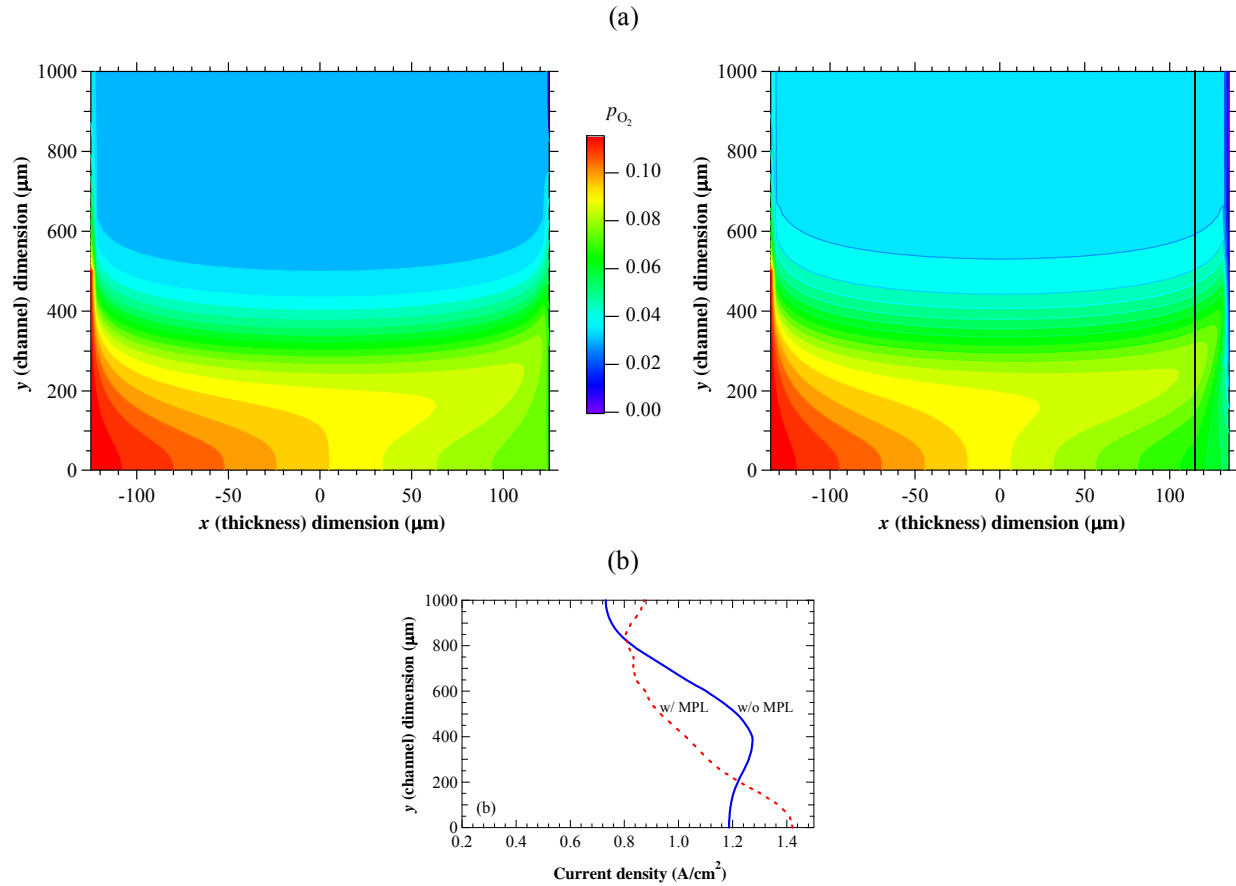 (a)
1000
800
600
400
200
0
y (channel) dimension (μm)
-100 -50 0 50 100
x (thickness) dimension (μm)
pO2
0.10
0.08
0.06
0.04
0.02
0.00
1000
800
600
400
200
0
y (channel) dimension (μm)
-100 -50 0 50 100
x (thickness) dimension (μm)
(b)
1000
800
600
400
200
0
y (channel) dimension (μm)
w/ MPL
w/o MPL
(b)
0.2 0.4 0.6 0.8 1.0 1.2 1.4
Current density (A/cm2)